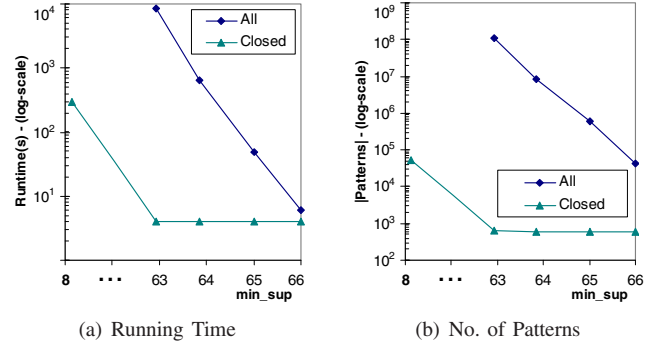 Runtime(s) - (log-scale)
10^4
10^3
10^2
10^1
All
Closed
8 ... 63 64 65 66
min_sup
(a) Running Time
|Patterns| - (log-scale)
10^9
10^8
10^7
10^6
10^5
10^4
10^3
10^2
All
Closed
8 ... 63 64 65 66
min_sup
(b) No. of Patterns